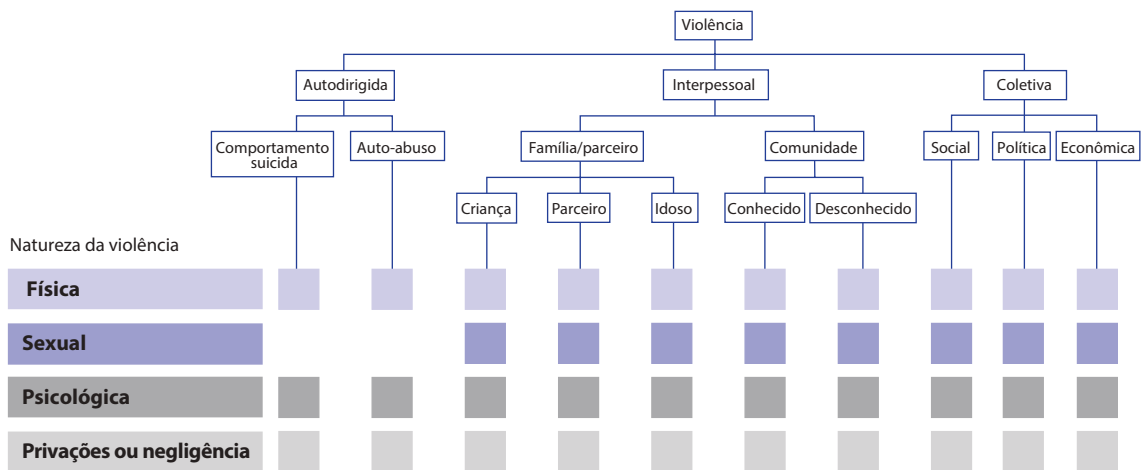 Violência
Autodirigida
Interpessoal
Coletiva
Comportamento
suicida
Auto-abuso
Família/parceiro
Comunidade
Social
Política
Econômica
Criança
Parceiro
Idoso
Conhecido
Desconhecido
Natureza da violência
Física
Sexual
Psicológica
Privações ou negligência